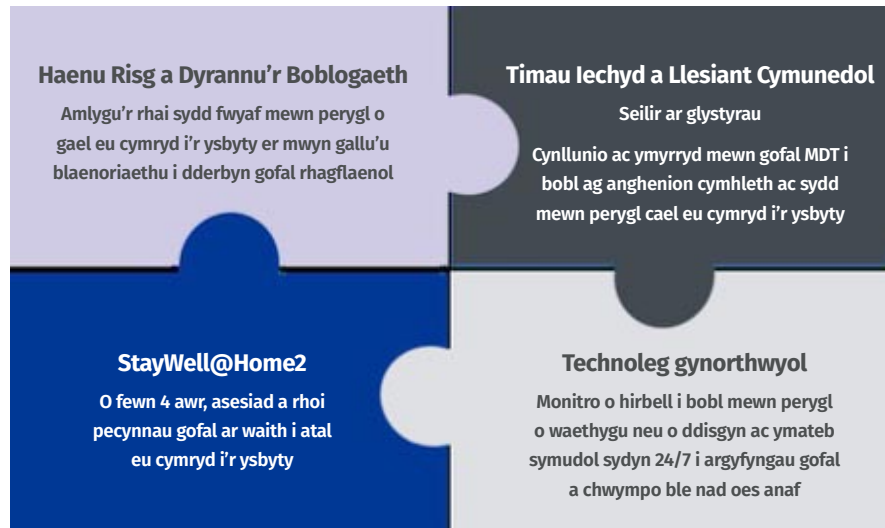 Haenu Risg a Dyrannu’r Boblogaeth
Amlygu’r rhai sydd fwyaf mewn perygl o
gael eu cymryd i’r ysbyty er mwyn gallu’u
blaenoriaethu i dderbyn gofal rhagflaenol
Timau Iechyd a Llesiant Cymunedol
Seilir ar glystyrau
Cynllunio ac ymyrryd mewn gofal MDT i
bobl ag anghenion cymhleth ac sydd
mewn perygl cael eu cymryd i’r ysbyty
StayWell@Home2
O fewn 4 awr, asesiad a rhoi
pecynnau gofal ar waith i atal
eu cymryd i’r ysbyty
Technoleg gynorthwyol
Monitro o hirbell i bobl mewn perygl
o waethygu neu o ddisgyn ac ymateb
symudol sydyn 24/7 i argyfyngau gofal
a chwympo ble nad oes anaf